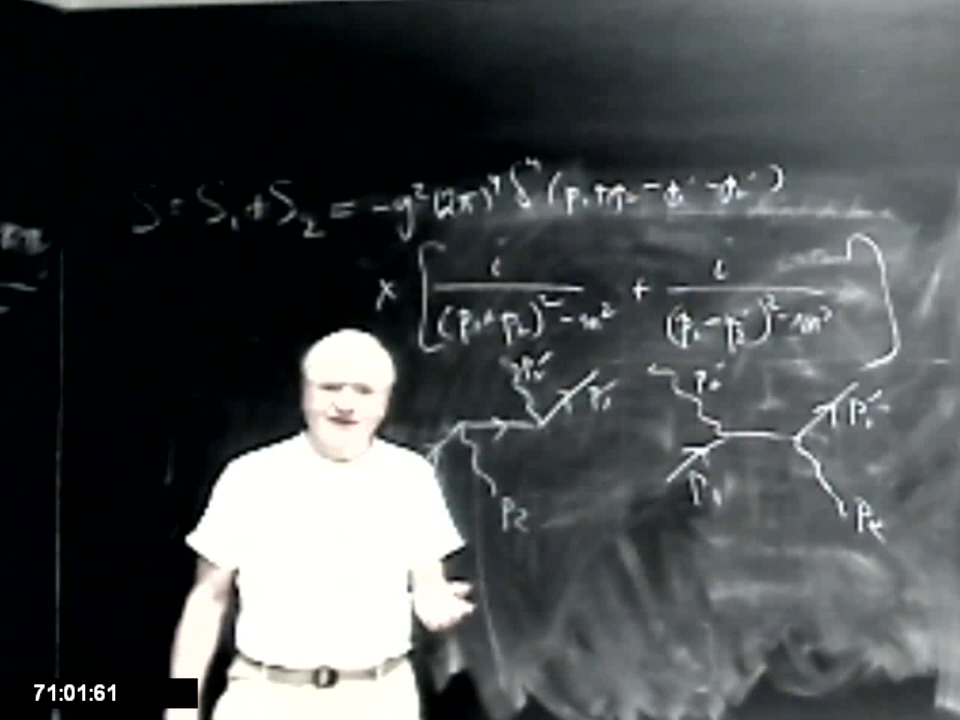 S = S₁ + S₂ = -g²(2π)⁴ δ⁴ (p₁+p₂-p₁'-p₂')
× [ i/((p₁+p₂)²-m²) + i/((p₁-p₂')²-m²) ]
p₂' p₁' p₂' p₁'
p₂ p₁ p₂
71:01:61